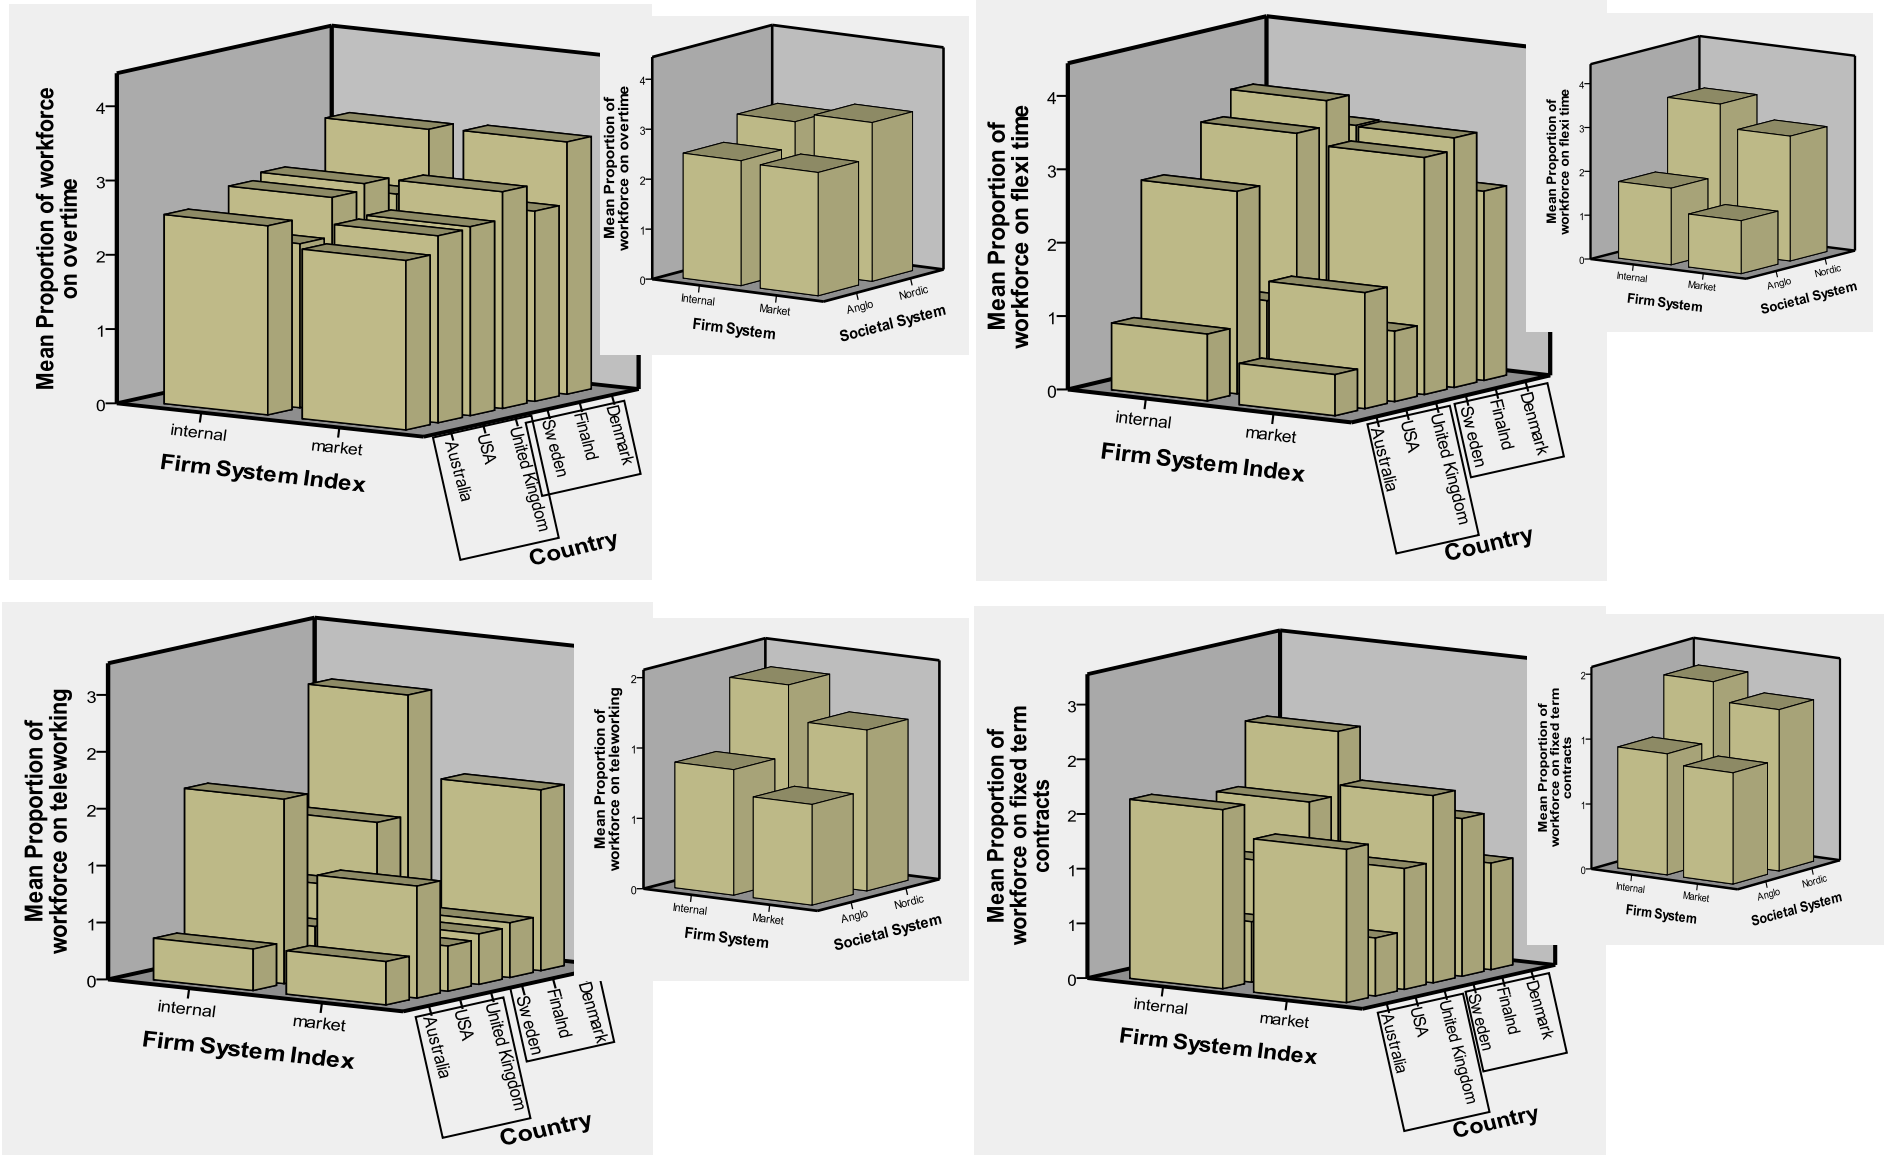 Mean Proportion of workforce
on overtime
4
3
2
1
0
internal
market
Firm System Index
Australia
USA
United Kingdom
Sw eden
Finalnd
Denmark
Country
Mean Proportion of
workforce on overtime
4
3
2
1
0
Internal
Market
Firm System
Anglo
Nordic
Societal System
Mean Proportion of
workforce on flexi time
4
3
2
1
0
internal
market
Firm System Index
Australia
USA
United Kingdom
Sw eden
Finalnd
Denmark
Country
Mean Proportion of
workforce on flexi time
4
3
2
1
0
Internal
Market
Firm System
Anglo
Nordic
Societal System
Mean Proportion of
workforce on teleworking
3
2
2
1
1
0
internal
market
Firm System Index
Australia
USA
United Kingdom
Sw eden
Finalnd
Denmark
Country
Mean Proportion of
workforce on teleworking
2
1
1
0
Internal
Market
Firm System
Anglo
Nordic
Societal System
Mean Proportion of
workforce on fixed term
contracts
3
2
2
1
1
0
internal
market
Firm System Index
Australia
USA
United Kingdom
Sw eden
Finalnd
Denmark
Country
Mean Proportion of
workforce on fixed term
contracts
2
1
1
0
Internal
Market
Firm System
Anglo
Nordic
Societal System